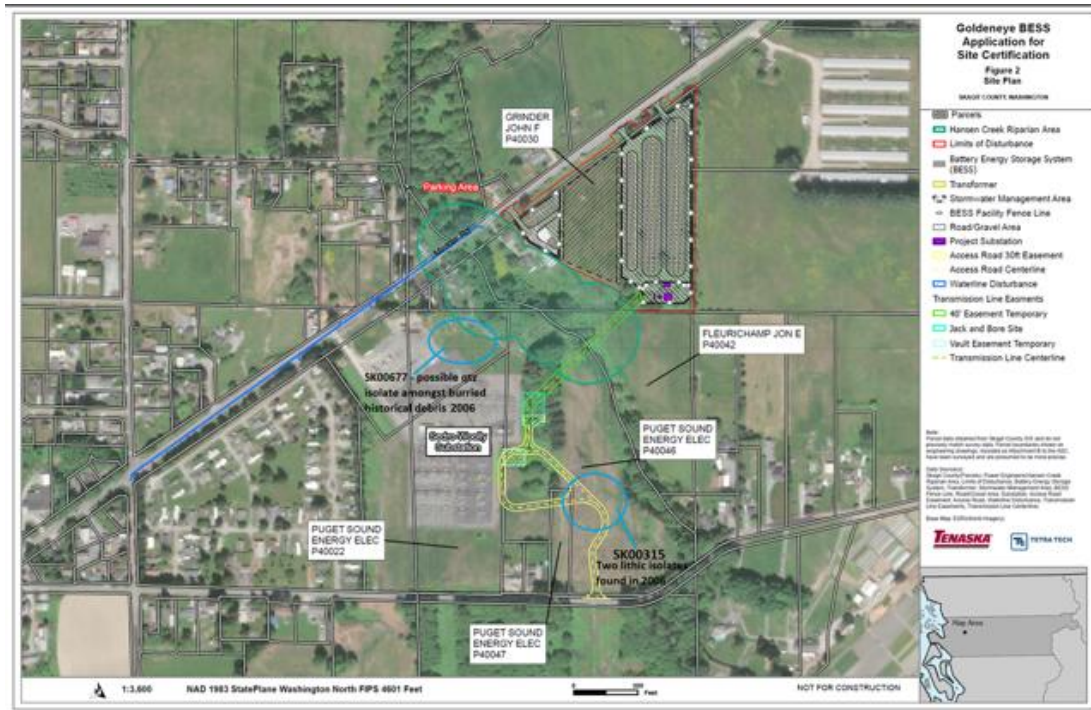 Goldeneye BESS
Application for
Site Certification
Figure 2
Site Plan
SKAGIT COUNTY, WASHINGTON
Parcels
Hansen Creek Riparian Area
Limits of Disturbance
Battery Energy Storage System
(BESS)
Transformer
Stormwater Management Area
BESS Facility Fence Line
Road/Gravel Area
Project Substation
Access Road 30ft Easement
Access Road Centerline
Waterline Disturbance
Transmission Line Easments
40' Easement Temporary
Jack and Bore Site
Vault Easement Temporary
Transmission Line Centerline
GRINDER
JOHN F
P40030
Parking Area
FLEURICHAMP JON E
P40042
SK00677 - possible
isolate amongst burried
historical debris 2006
PUGET SOUND
ENERGY ELEC
P40046
Substation
PUGET SOUND
ENERGY ELEC
P40022
SK00315
Two lithic isolates
found in 2006
PUGET SOUND
ENERGY ELEC
P40047
TENASKA
TETRA TECH
1:3,600
NAD 1983 StatePlane Washington North FIPS 4601 Feet
Feet
NOT FOR CONSTRUCTION